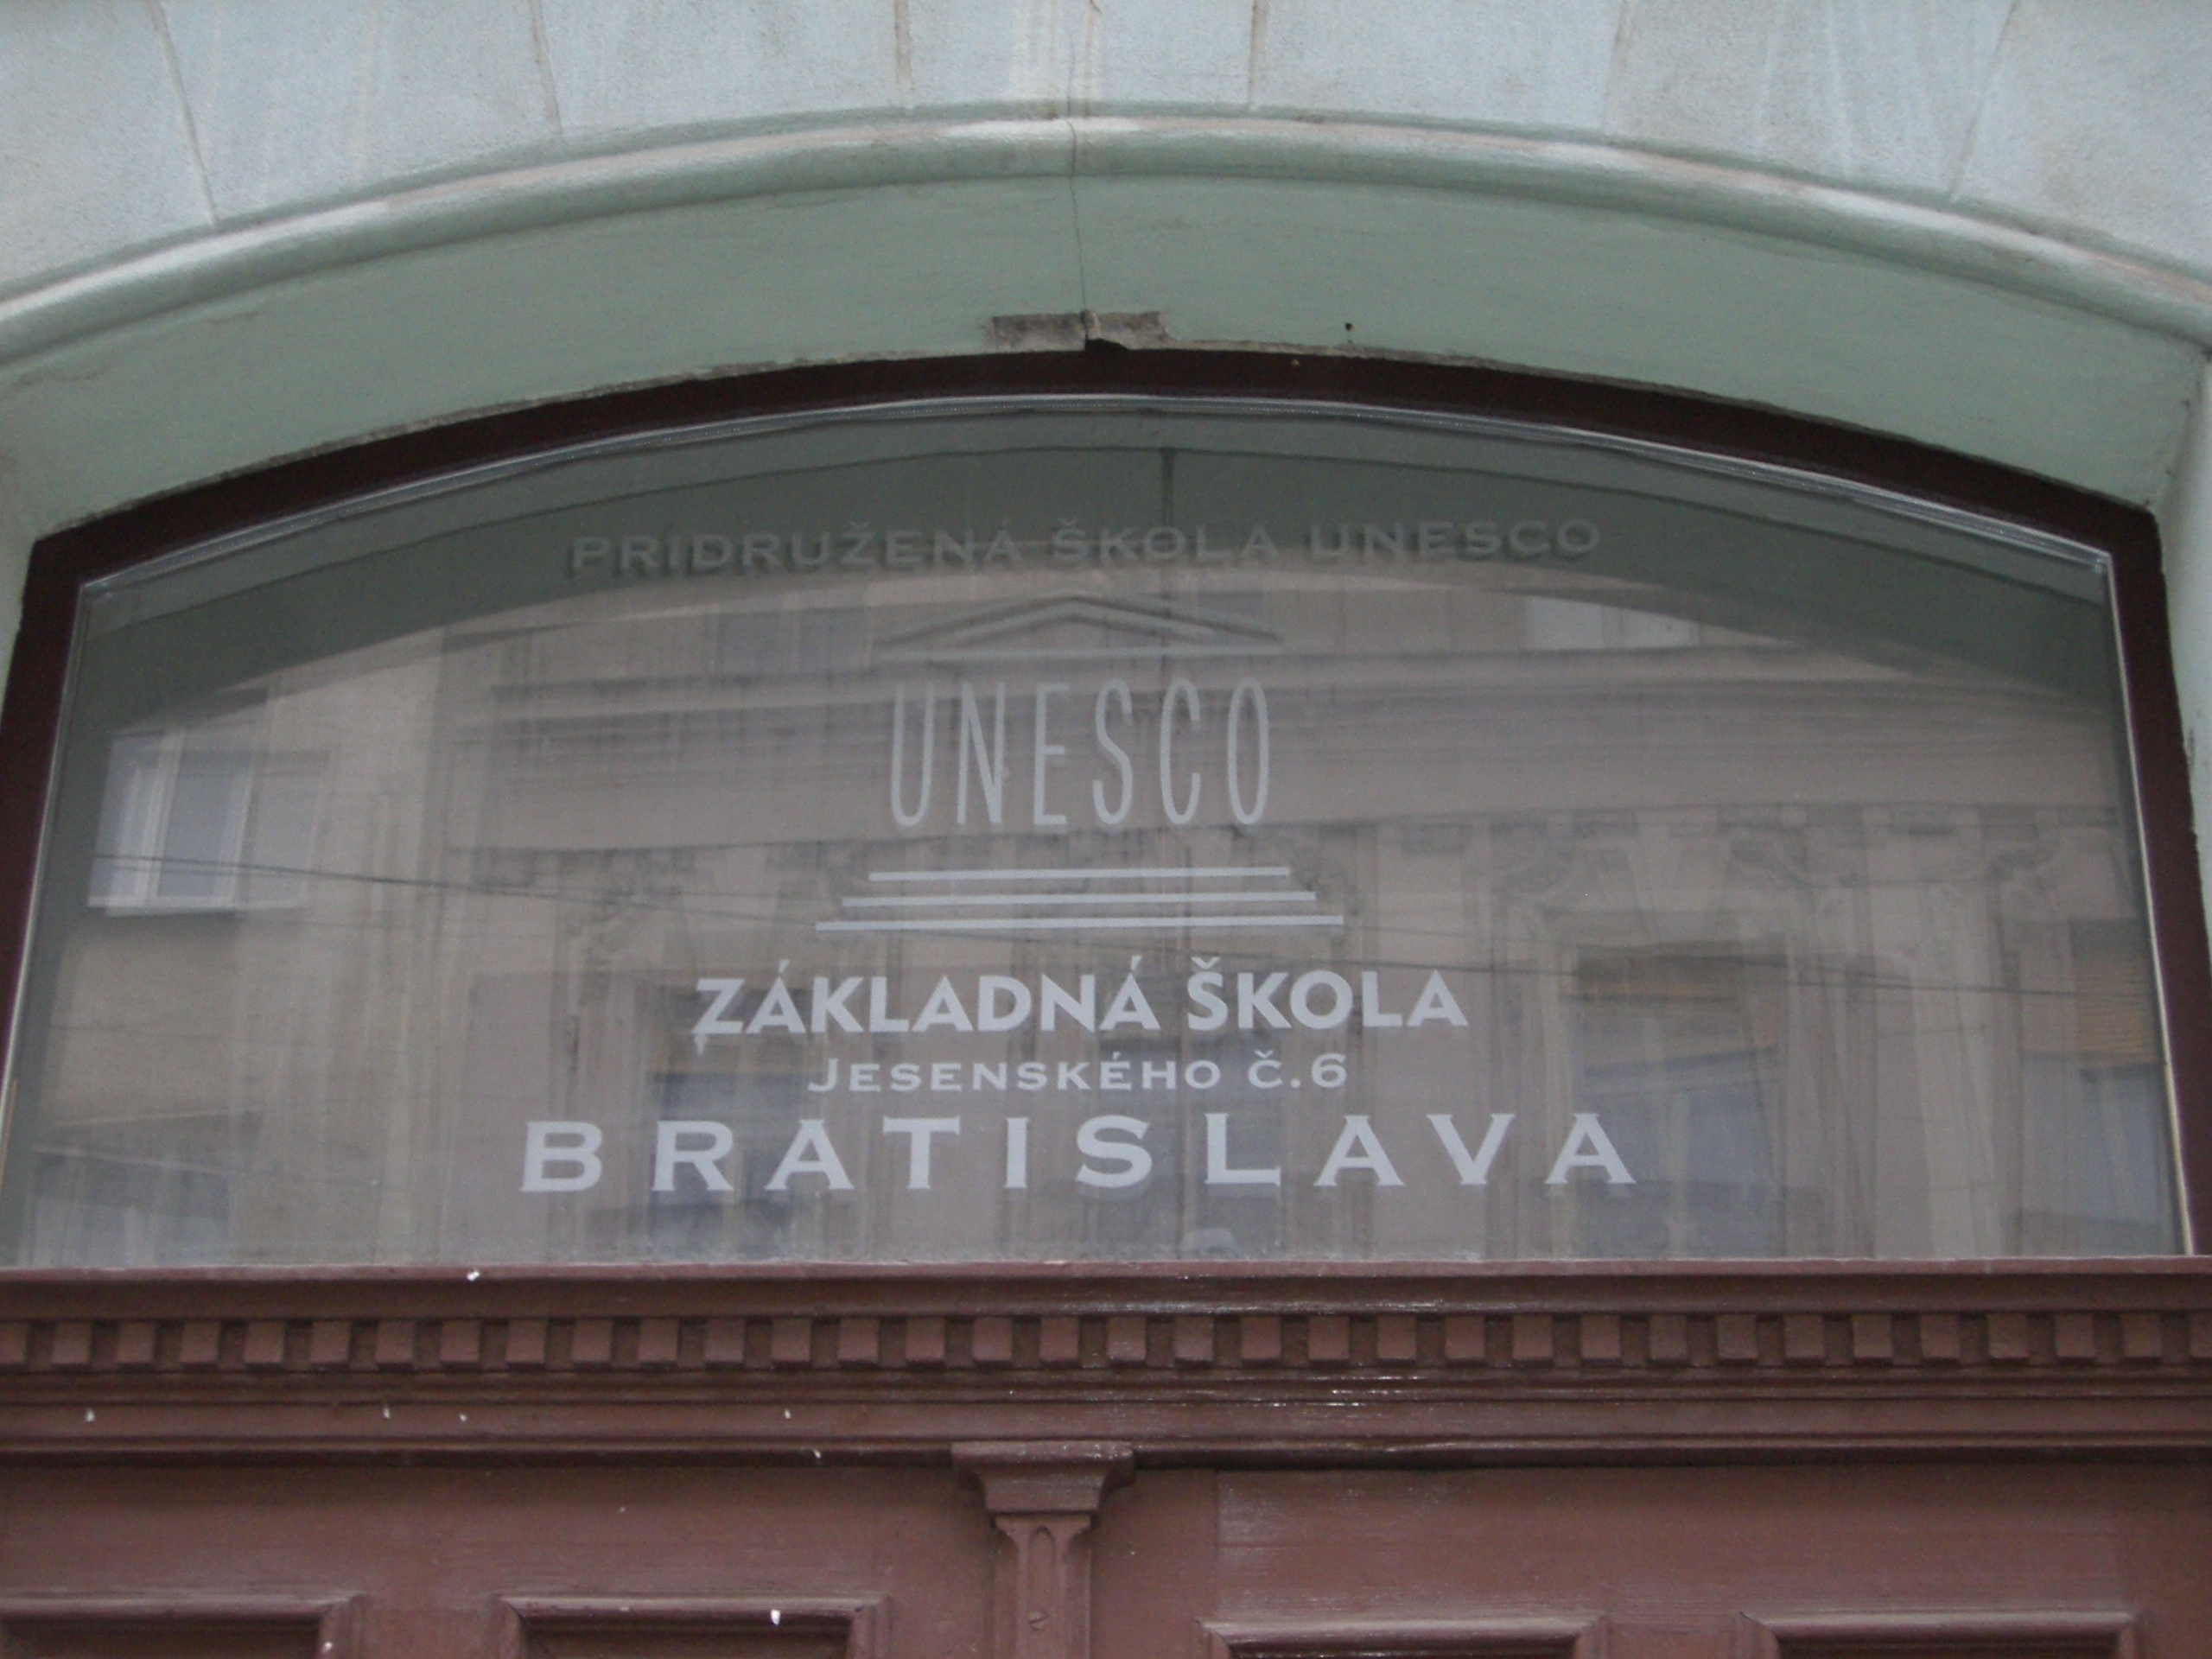 PRIDRUŽENÁ ŠKOLA UNESCO
UNESCO
ZÁKLADNÁ ŠKOLA
JESENSKÉHO Č.6
BRATISLAVA